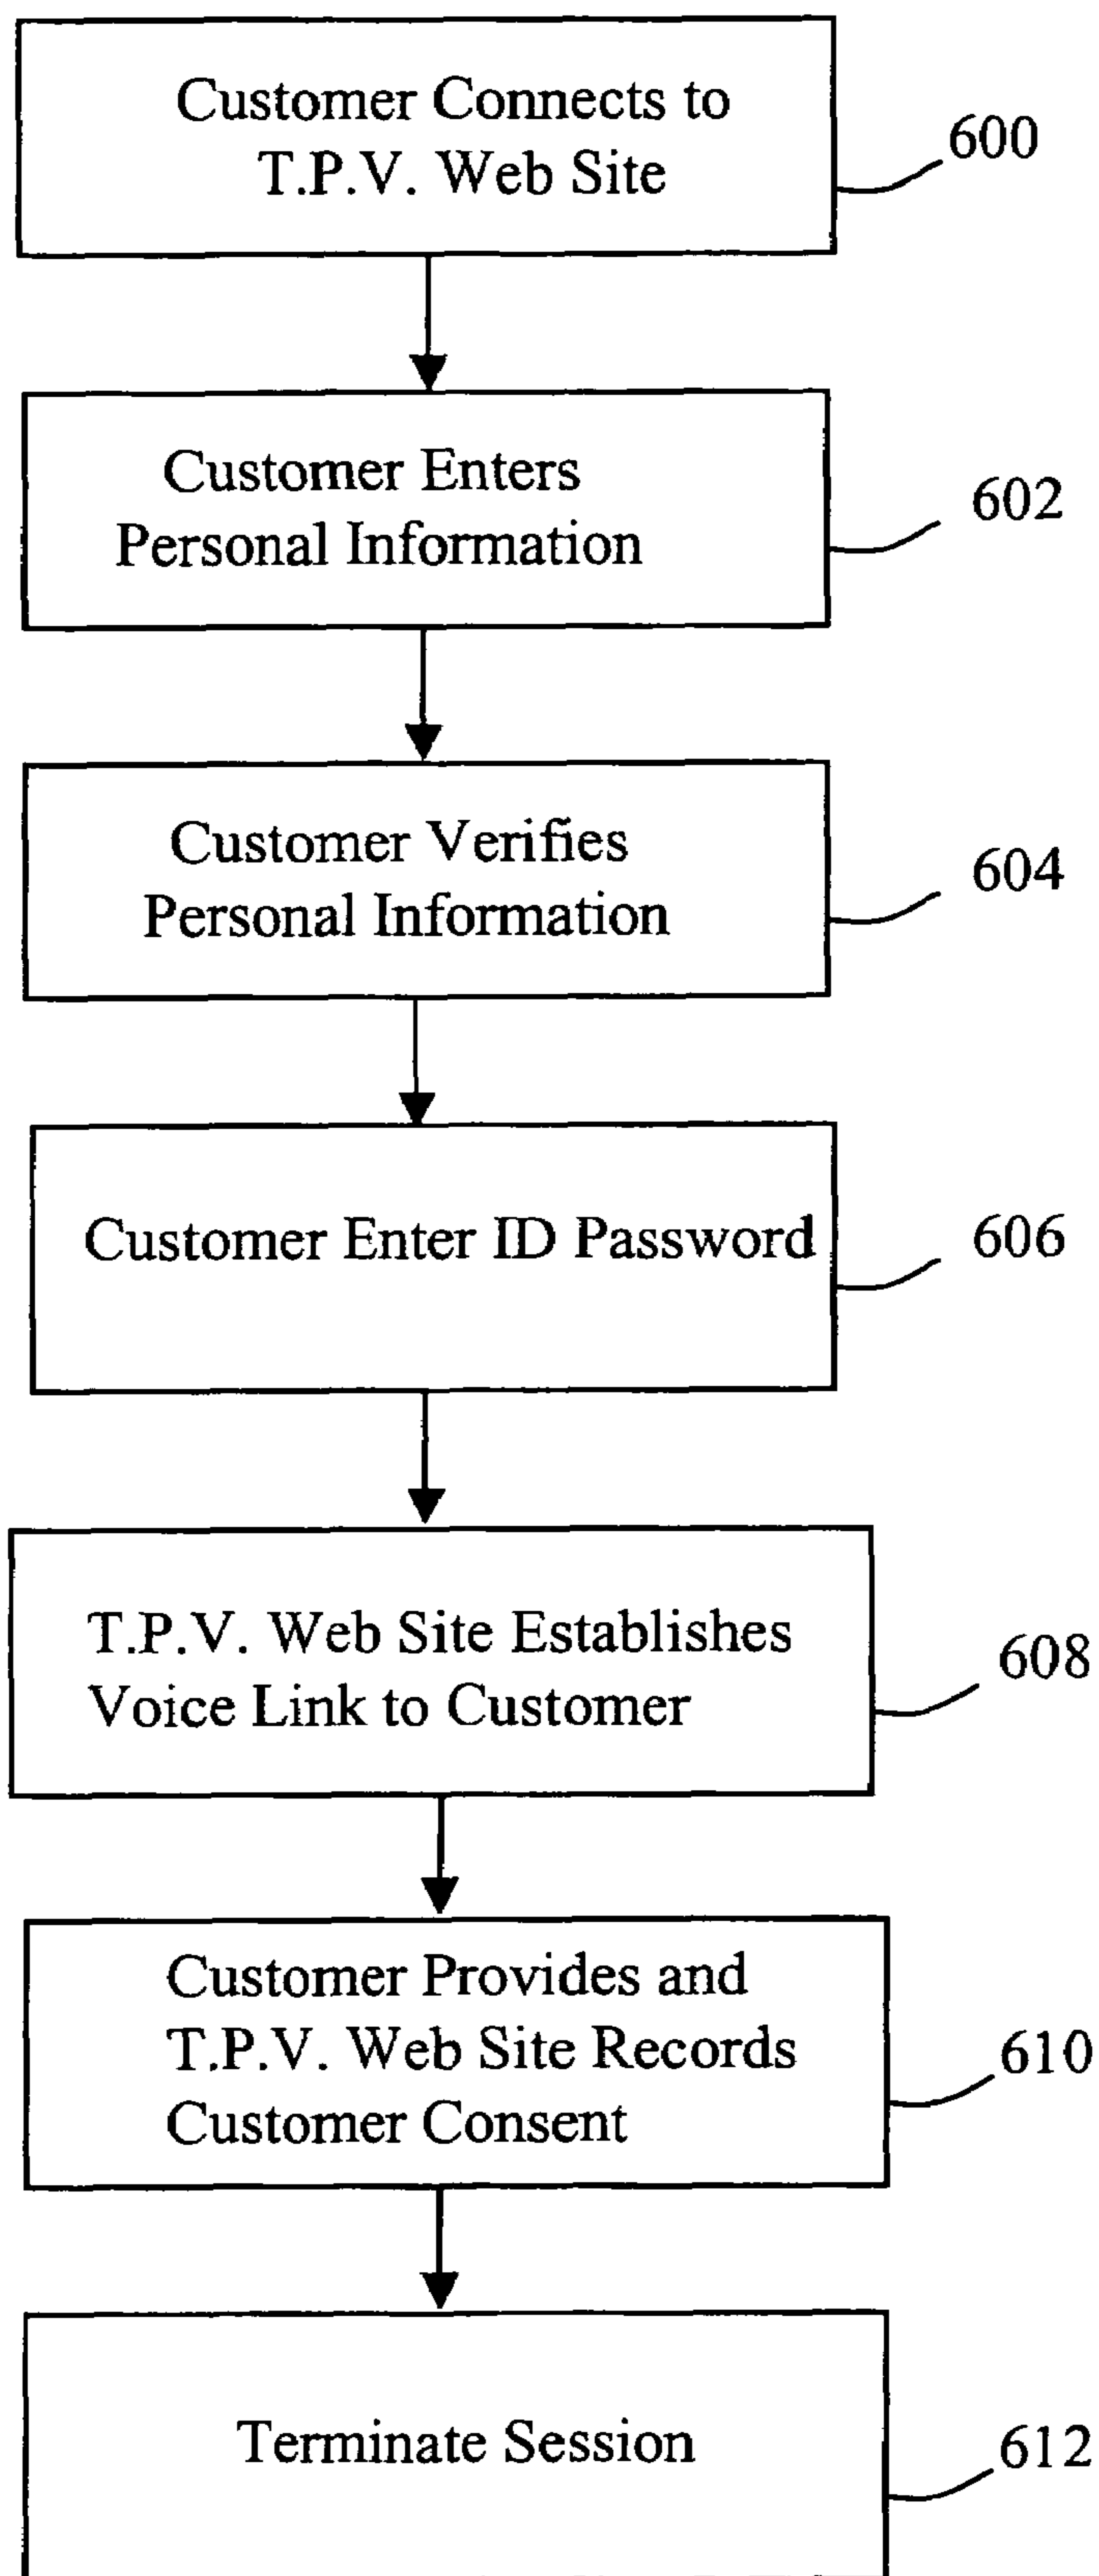 Customer Connects to
T.P.V. Web Site
600
Customer Enters
Personal Information
602
Customer Verifies
Personal Information
604
Customer Enter ID Password
606
T.P.V. Web Site Establishes
Voice Link to Customer
608
Customer Provides and
T.P.V. Web Site Records
Customer Consent
610
Terminate Session
612